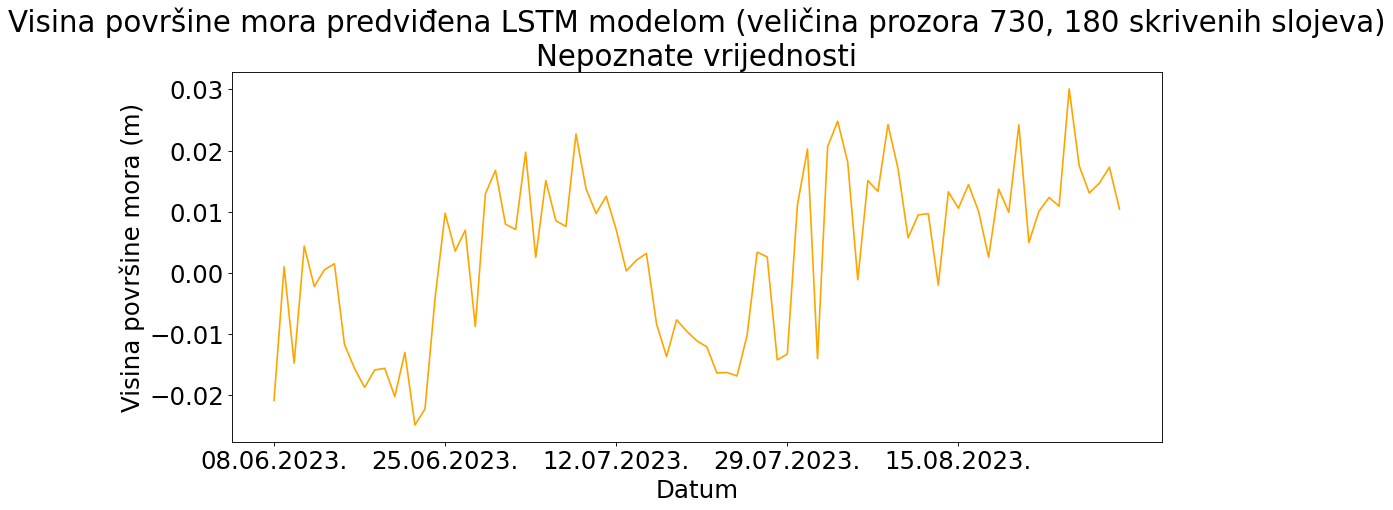 Visina površine mora predviđena LSTM modelom (veličina prozora 730, 180 skrivenih slojeva)
Nepoznate vrijednosti
Visina površine mora (m)
0.03
0.02
0.01
0.00
−0.01
−0.02
08.06.2023. 25.06.2023. 12.07.2023. 29.07.2023. 15.08.2023.
Datum